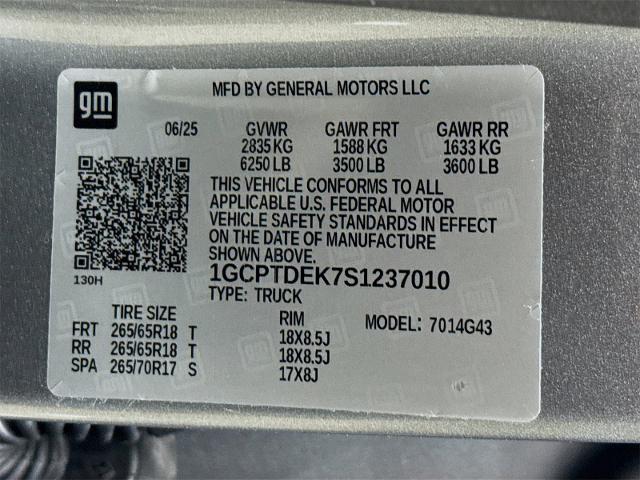 gm
MFD BY GENERAL MOTORS LLC
06/25 GVWR GAWR FRT GAWR RR
2835 KG 1588 KG 1633 KG
6250 LB 3500 LB 3600 LB
THIS VEHICLE CONFORMS TO ALL
APPLICABLE U.S. FEDERAL MOTOR
VEHICLE SAFETY STANDARDS IN EFFECT
ON THE DATE OF MANUFACTURE
SHOWN ABOVE.
130H
1GCPTDEK7S1237010
TYPE: TRUCK
TIRE SIZE RIM MODEL: 7014G43
FRT 265/65R18 T 18X8.5J
RR 265/65R18 T 18X8.5J
SPA 265/70R17 S 17X8J